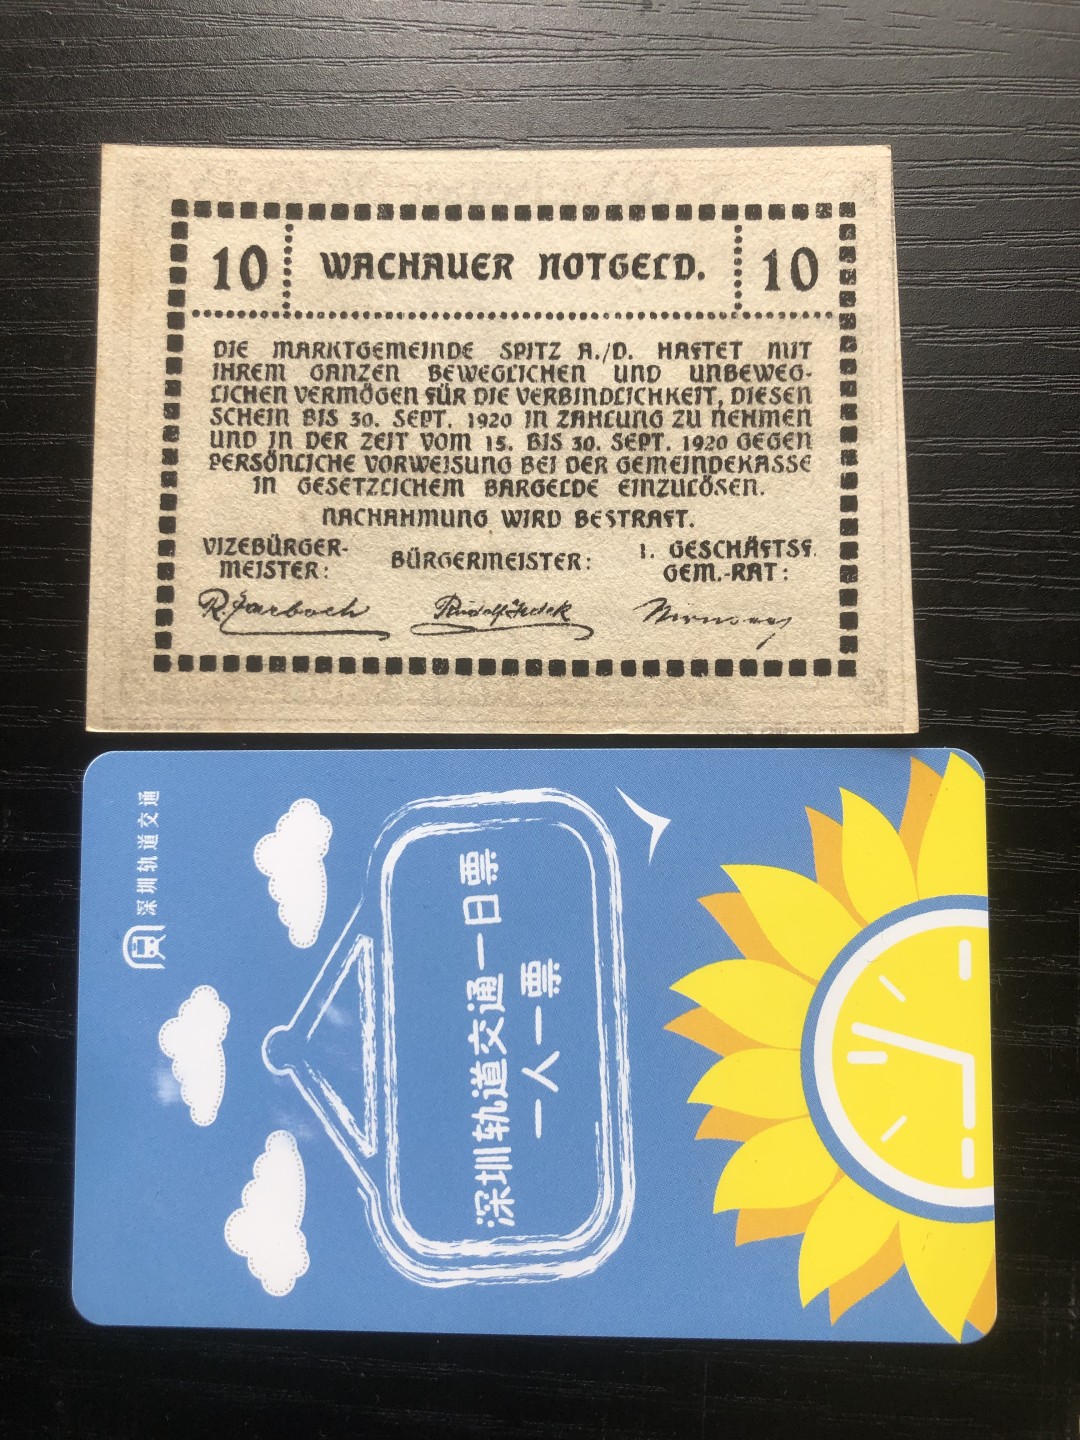 10 WACHAUER NOTGELD. 10
DIE MARKTGEMEINDE SPITZ A./D. HAFTET MIT
IHREM GANZEN BEWEGLICHEN UND UNBEWEG-
LICHEN VERMÖGEN FÜR DIE VERBINDLICHKEIT, DIESEN
SCHEIN BIS 30. SEPT. 1920 IN ZAHLUNG ZU NEHMEN
UND IN DER ZEIT VOM 15. BIS 30. SEPT. 1920 GEGEN
PERSÖNLICHE VORWEISUNG BEI DER GEMEINDEKASSE
IN GESETZLICHEM BARGELDE EINZULÖSEN.
NACHAHMUNG WIRD BESTRAFT.
VIZEBÜRGER-
MEISTER:
BÜRGERMEISTER:
1. GESCHÄFTSF.
GEM.-RAT:
深圳轨道交通
深圳轨道交通一日票
一人一票